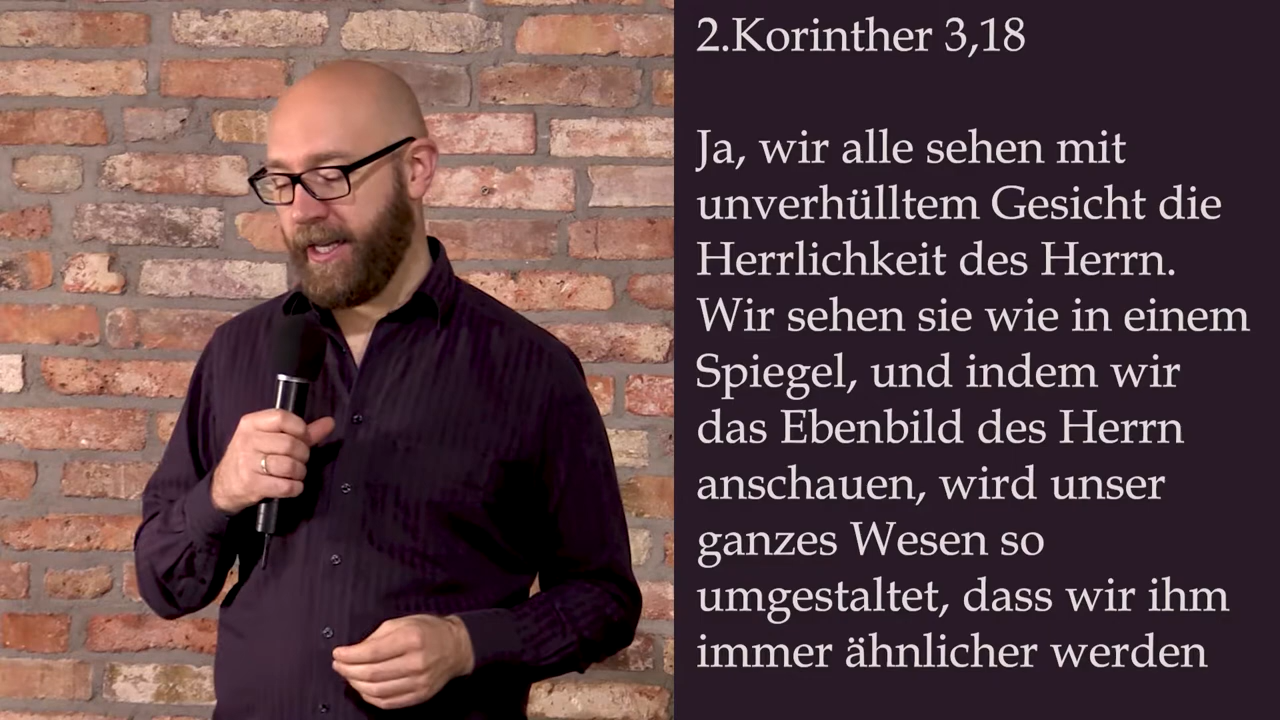 2.Korinther 3,18
Ja, wir alle sehen mit
unverhülltem Gesicht die
Herrlichkeit des Herrn.
Wir sehen sie wie in einem
Spiegel, und indem wir
das Ebenbild des Herrn
anschauen, wird unser
ganzes Wesen so
umgestaltet, dass wir ihm
immer ähnlicher werden